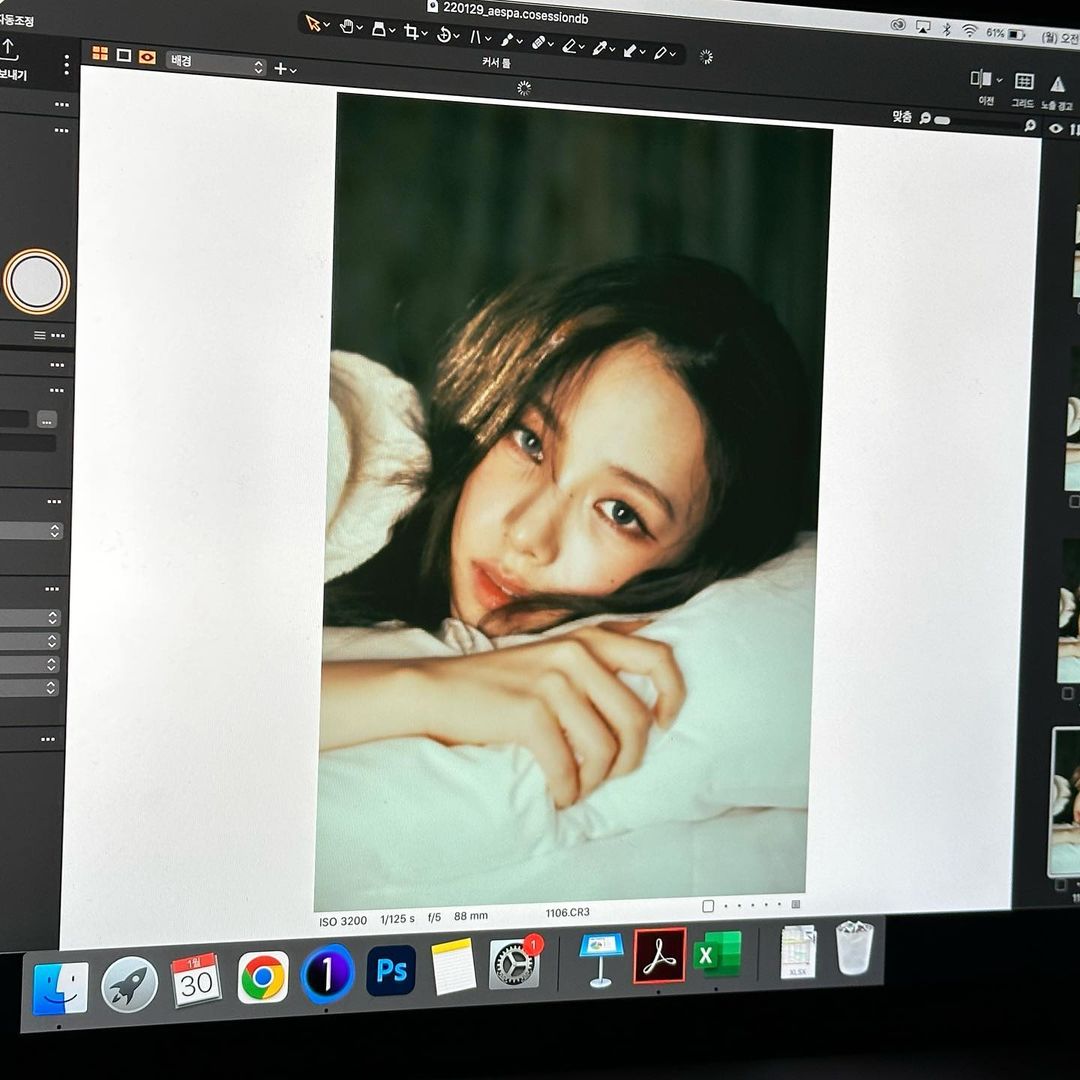 220129_aespa.cosessiondb
자동조정
61%
(월) 오전
보내기
배경
커서 툴
이전
그리드
노출 경고
맞춤
ISO 3200 1/125 s f/5 88 mm
1106.CR3
1월
30
1
Ps
1
X
XLSX